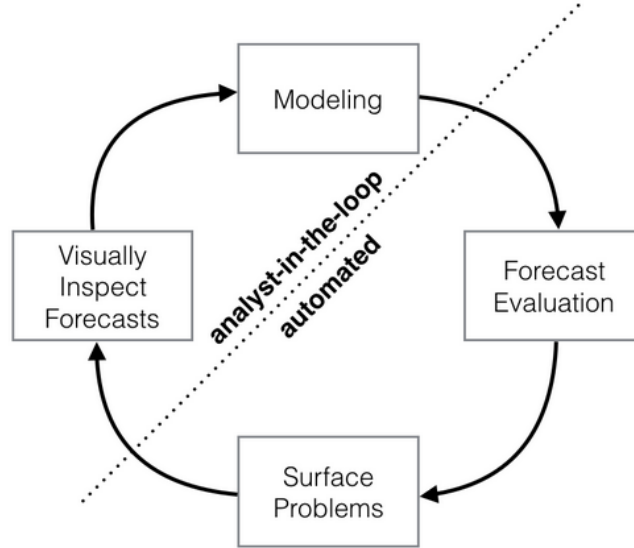 Modeling
Visually
Inspect
Forecasts
analyst-in-the-loop
automated
Forecast
Evaluation
Surface
Problems